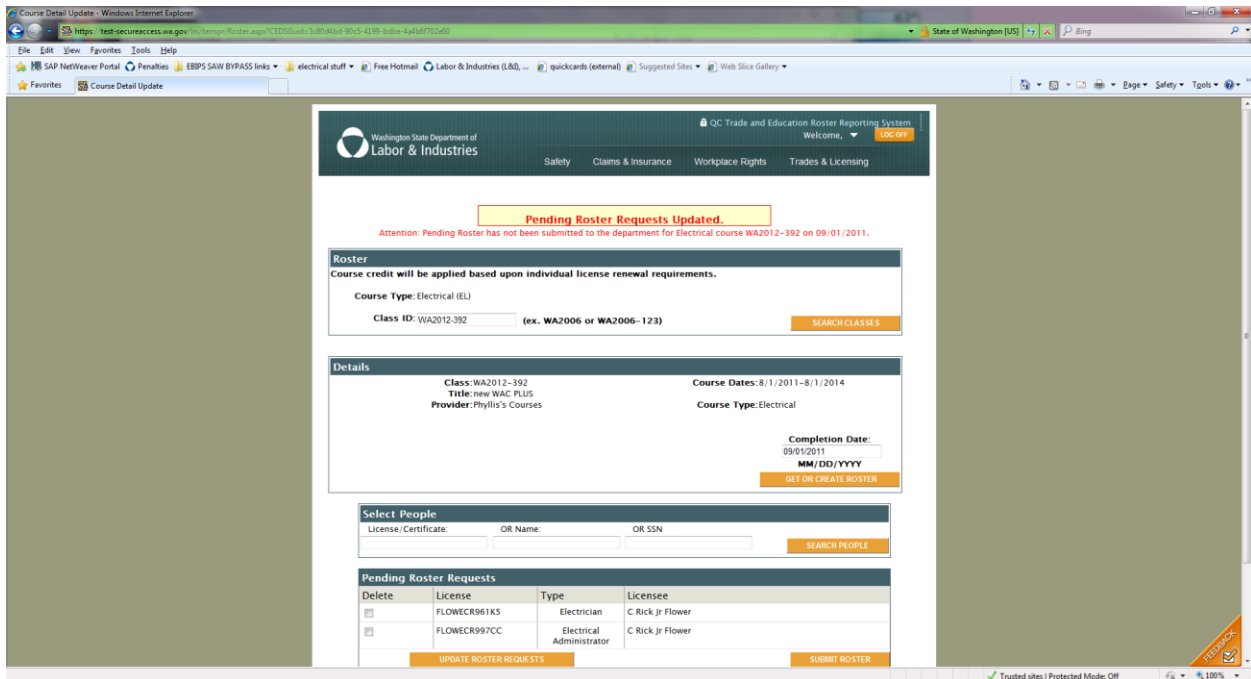 Course Detail Update - Windows Internet Explorer
https://test-secureaccess.wa.gov
State of Washington [US]
Bing
File Edit View Favorites Tools Help
SAP NetWeaver Portal Penalties EBIPS SAW BYPASS links electrical stuff Free Hotmail Labor & Industries (L&I), ... quickcards (external) Suggested Sites Web Slice Gallery
Favorites Course Detail Update Page Safety Tools
QC Trade and Education Roster Reporting System
Welcome, LOG OFF
Washington State Department of
Labor & Industries
Safety Claims & Insurance Workplace Rights Trades & Licensing
Pending Roster Requests Updated.
Attention: Pending Roster has not been submitted to the department for Electrical course WA2012-392 on 09/01/2011.
Roster
Course credit will be applied based upon individual license renewal requirements.
Course Type: Electrical (EL)
Class ID: WA2012-392 (ex. WA2006 or WA2006-123) SEARCH CLASSES
Details
Class:WA2012-392 Course Dates:8/1/2011-8/1/2014
Title:new WAC PLUS
Provider:Phyllis's Courses Course Type:Electrical
Completion Date:
09/01/2011
MM/DD/YYYY
GET OR CREATE ROSTER
Select People
License/Certificate: OR Name: OR SSN
SEARCH PEOPLE
Pending Roster Requests
Delete License Type Licensee
FLOWECR961K5 Electrician C Rick Jr Flower
FLOWECR997CC Electrical Administrator C Rick Jr Flower
UPDATE ROSTER REQUESTS SUBMIT ROSTER
FEEDBACK
Trusted sites | Protected Mode: Off 100%